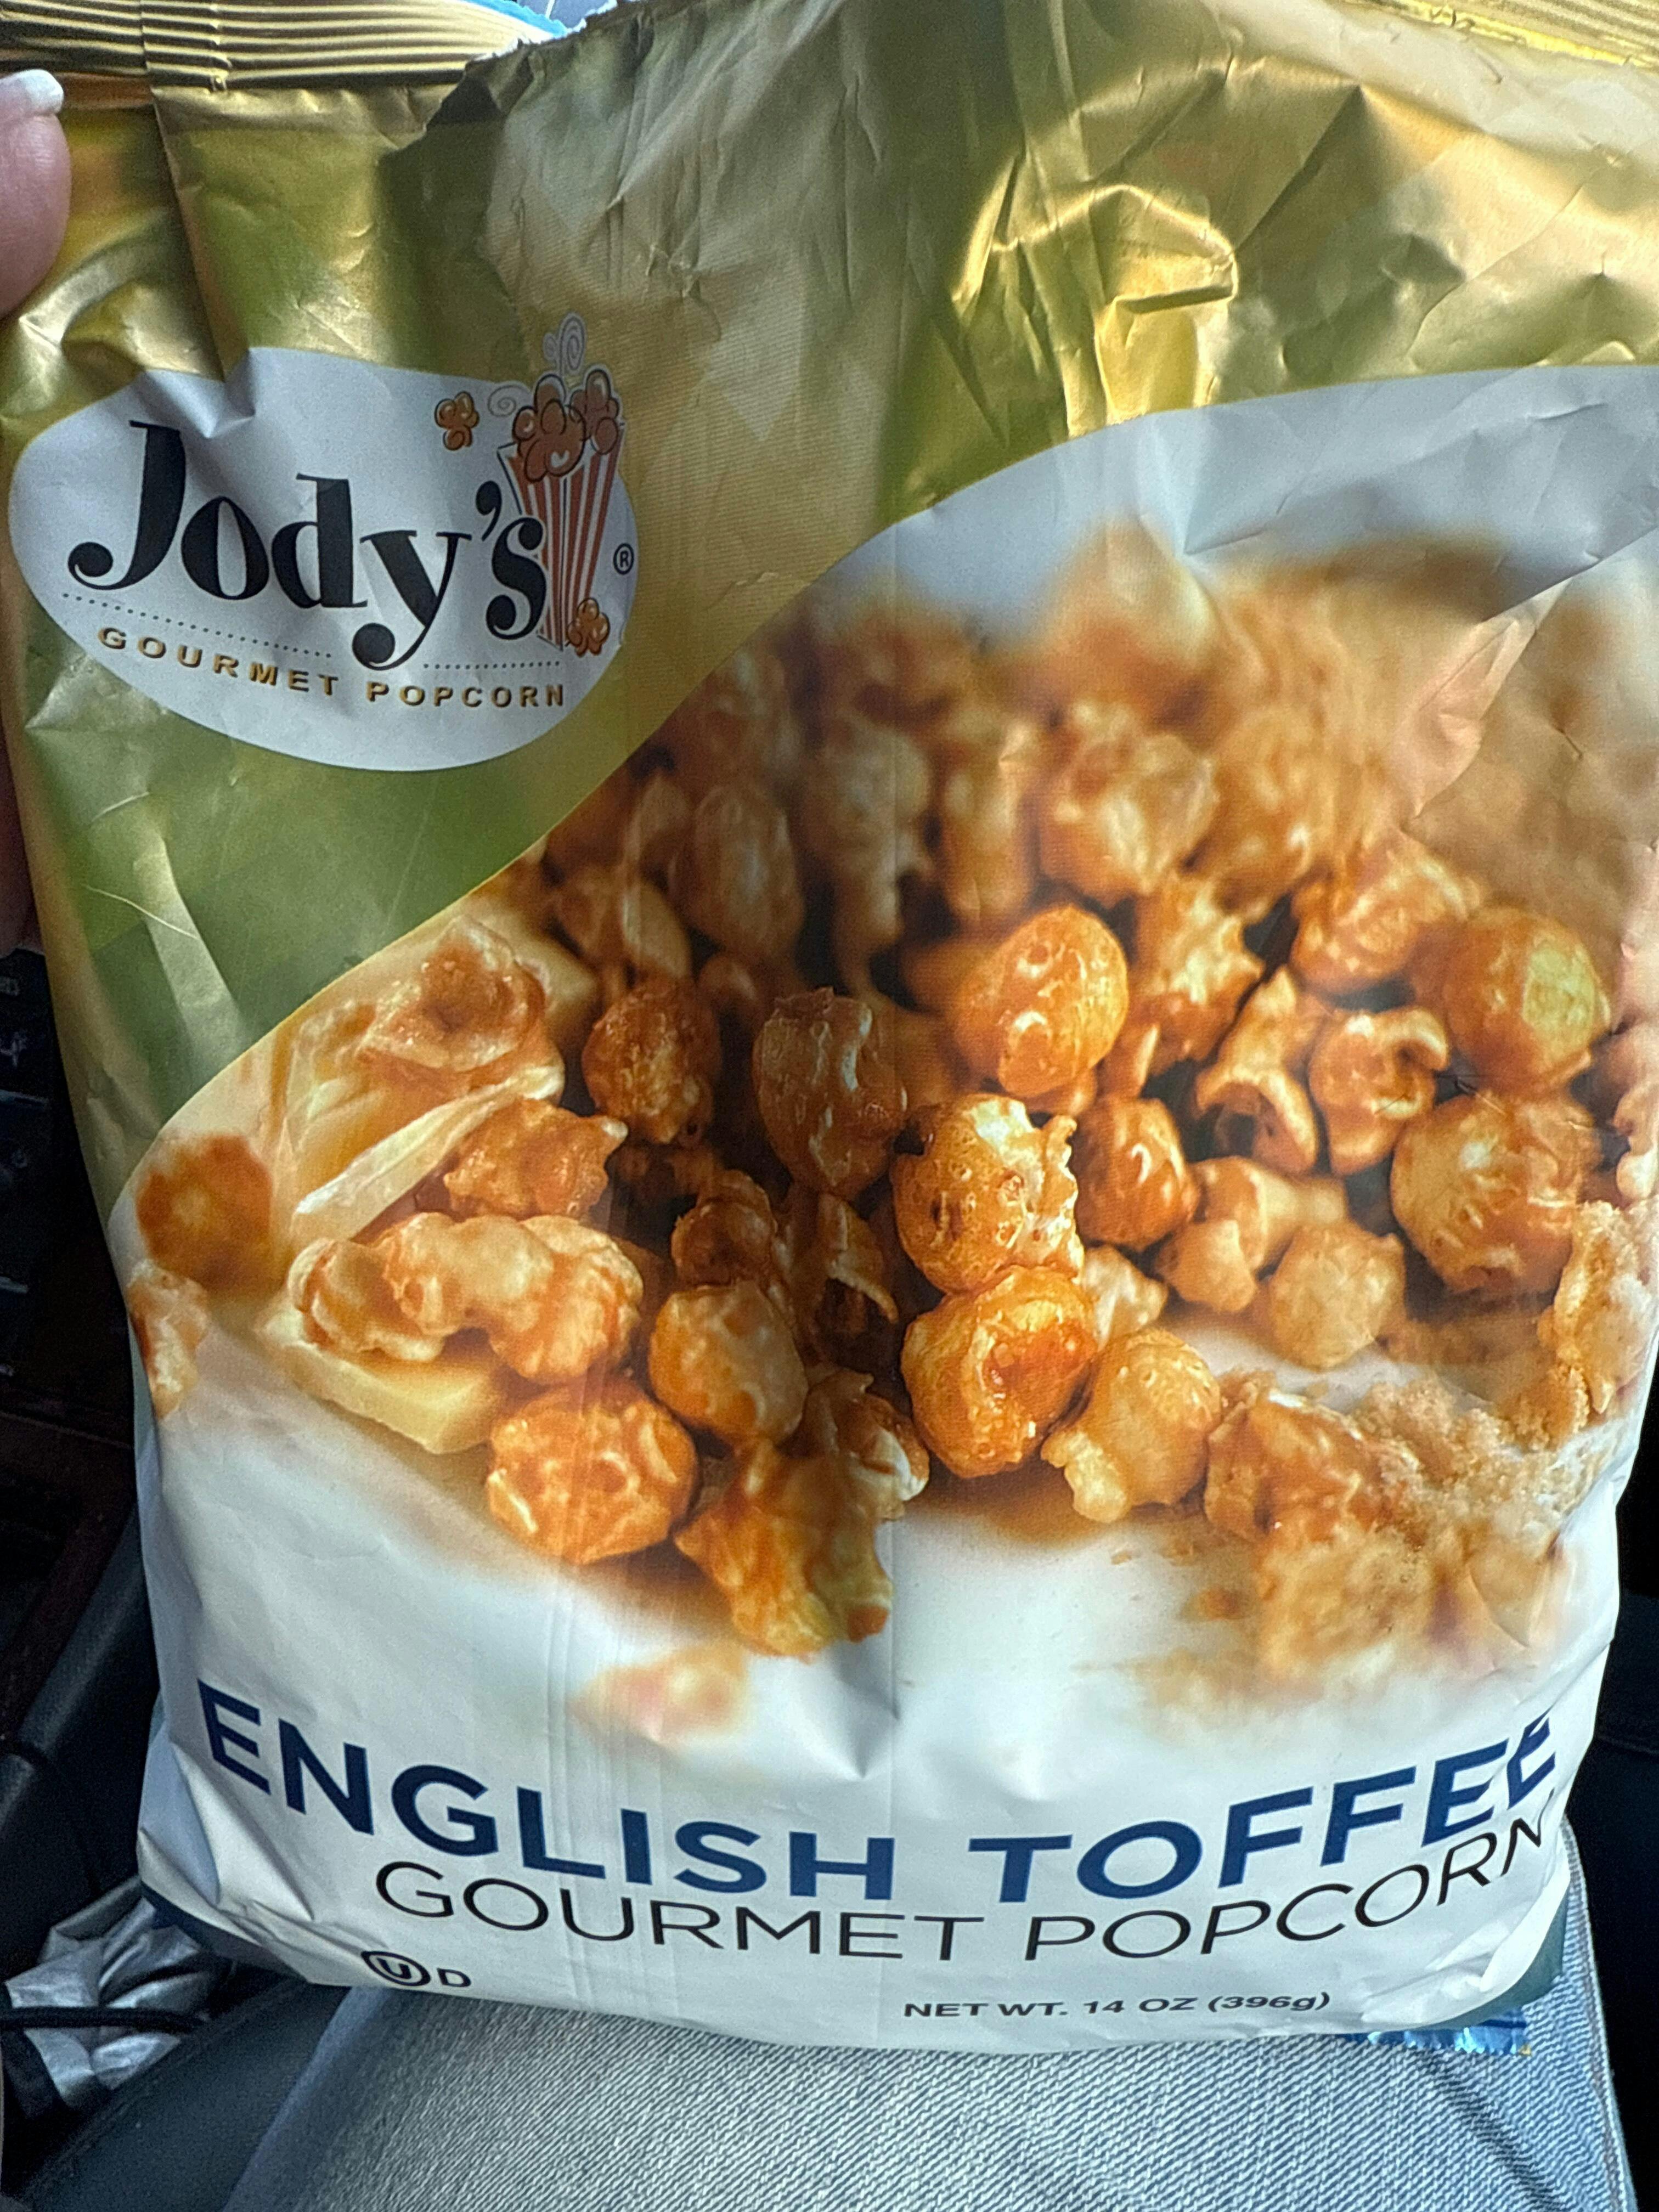 Jody's ®
GOURMET POPCORN
ENGLISH TOFFEE
GOURMET POPCORN
U D
NET WT. 14 OZ (396g)